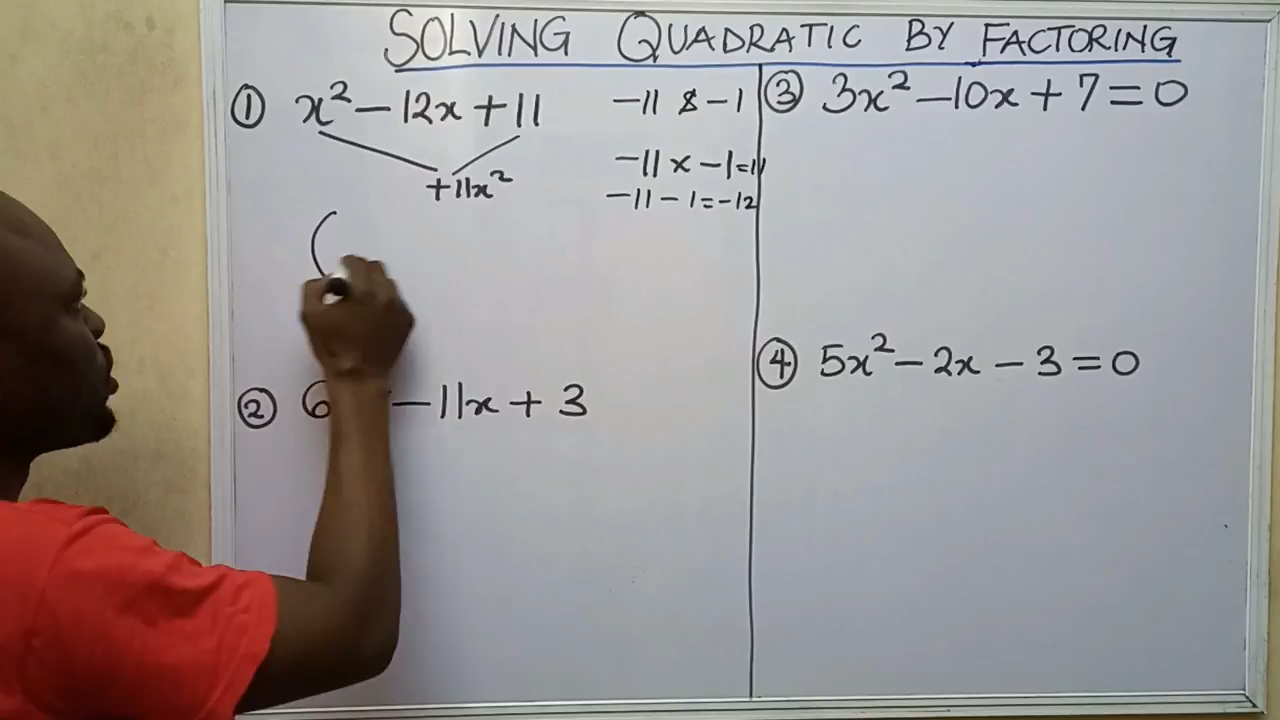 SOLVING QUADRATIC BY FACTORING
① x² - 12x + 11
+11x²
-11 & -1
-11 x -1 = 11
-11 - 1 = -12
(
② 6 - 11x + 3
③ 3x² - 10x + 7 = 0
④ 5x² - 2x - 3 = 0